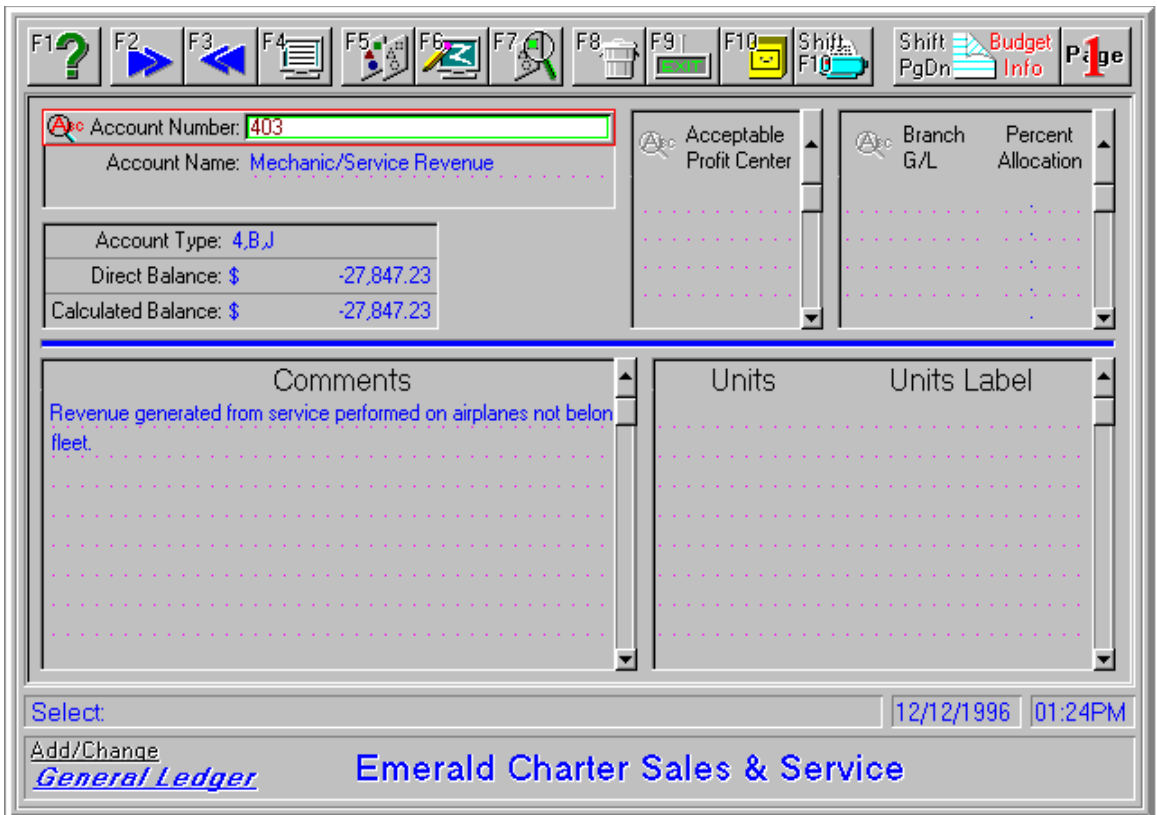 F1 F2 F3 F4 F5 F6 F7 F8 F9 EXIT F10 Shift F10 Shift PgDn Budget Info Page 1
Abc Account Number: 403
Account Name: Mechanic/Service Revenue
Abc Acceptable
Profit Center
Abc Branch Percent
G/L Allocation
Account Type: 4,B,J
Direct Balance: $ -27,847.23
Calculated Balance: $ -27,847.23
Comments
Revenue generated from service performed on airplanes not belon
fleet.
Units Units Label
Select: 12/12/1996 01:24PM
Add/Change
General Ledger
Emerald Charter Sales & Service